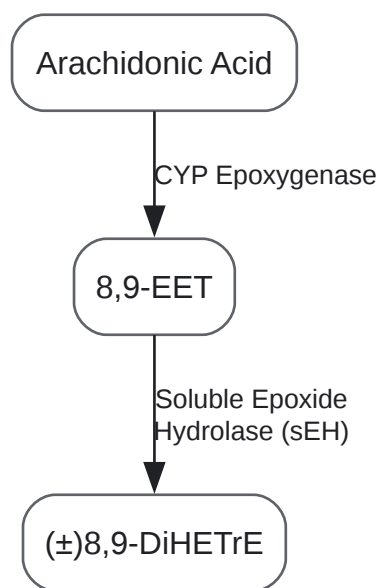 Arachidonic Acid
CYP Epoxygenase
8,9-EET
Soluble Epoxide
Hydrolase (sEH)
(±)8,9-DiHETrE